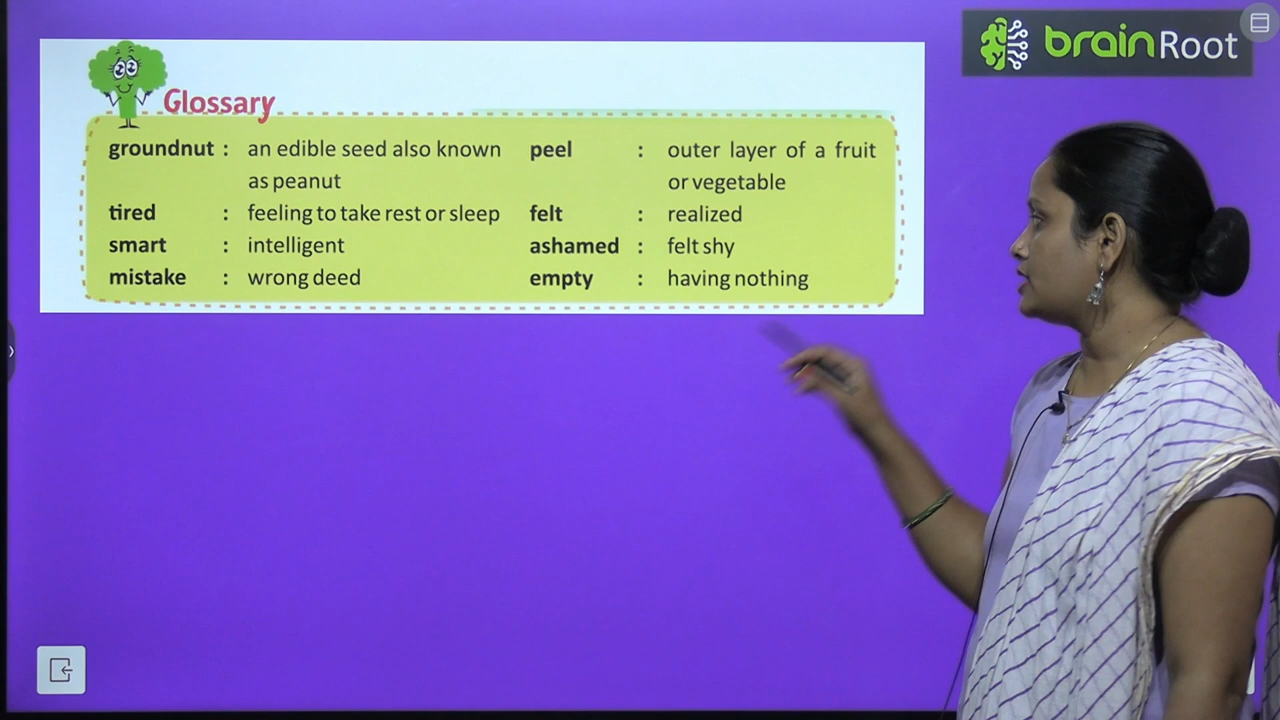 brainRoot
Glossary
groundnut : an edible seed also known
as peanut
tired : feeling to take rest or sleep
smart : intelligent
mistake : wrong deed
peel : outer layer of a fruit
or vegetable
felt : realized
ashamed : felt shy
empty : having nothing